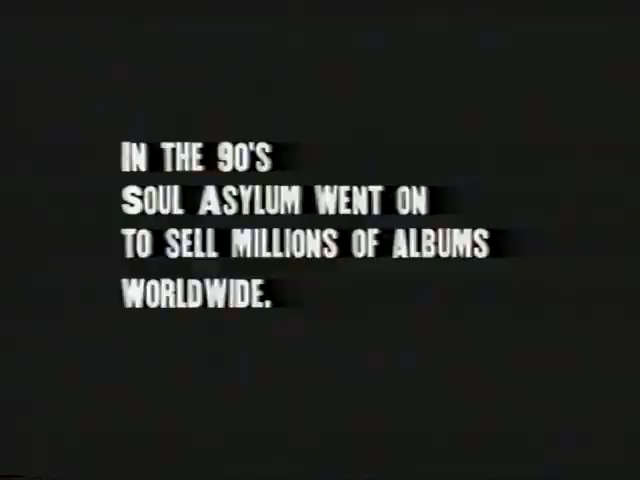 IN THE 90'S
SOUL ASYLUM WENT ON
TO SELL MILLIONS OF ALBUMS
WORLDWIDE.